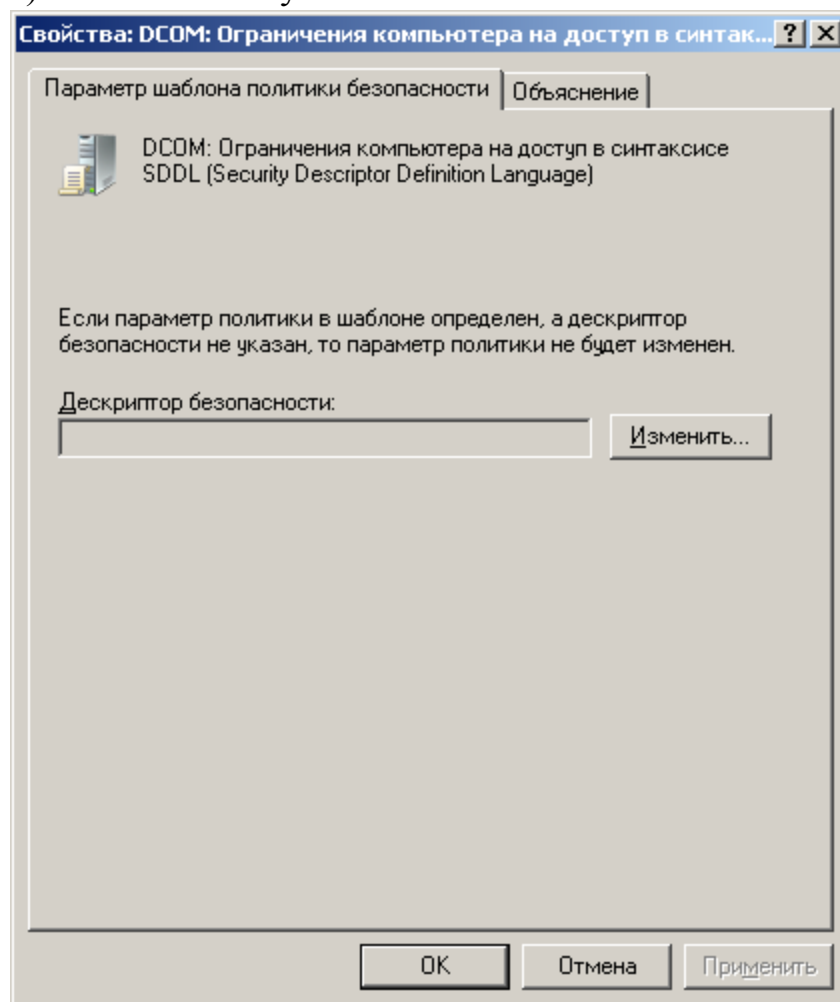 Свойства: DCOM: Ограничения компьютера на доступ в синтак...
Параметр шаблона политики безопасности
Объяснение
DCOM: Ограничения компьютера на доступ в синтаксисе
SDDL (Security Descriptor Definition Language)
Если параметр политики в шаблоне определен, а дескриптор
безопасности не указан, то параметр политики не будет изменен.
Дескриптор безопасности:
Изменить...
OK
Отмена
Применить